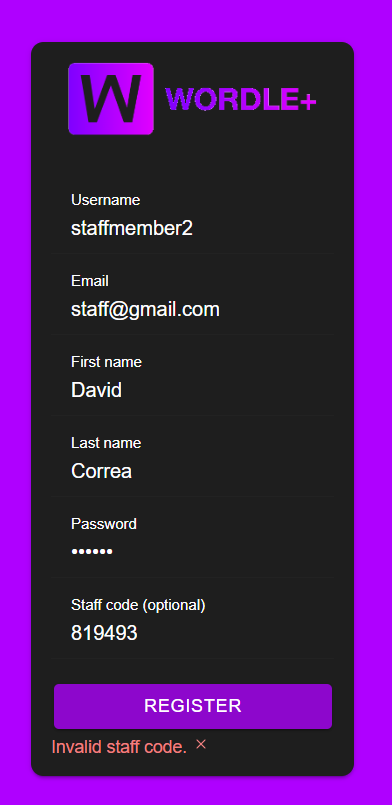 W WORDLE+
Username
staffmember2
Email
staff@gmail.com
First name
David
Last name
Correa
Password
••••••
Staff code (optional)
819493
REGISTER
Invalid staff code. ×